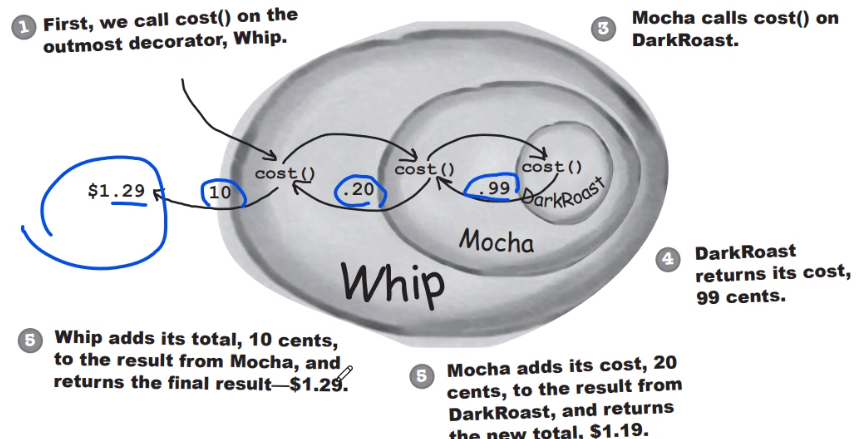 1 First, we call cost() on the
outmost decorator, Whip.
3 Mocha calls cost() on
DarkRoast.
cost() cost() cost()
$1.29 10 .20 .99 DarkRoast
Mocha
Whip
4 DarkRoast
returns its cost,
99 cents.
5 Whip adds its total, 10 cents,
to the result from Mocha, and
returns the final result—$1.29.
5 Mocha adds its cost, 20
cents, to the result from
DarkRoast, and returns
the new total, $1.19.